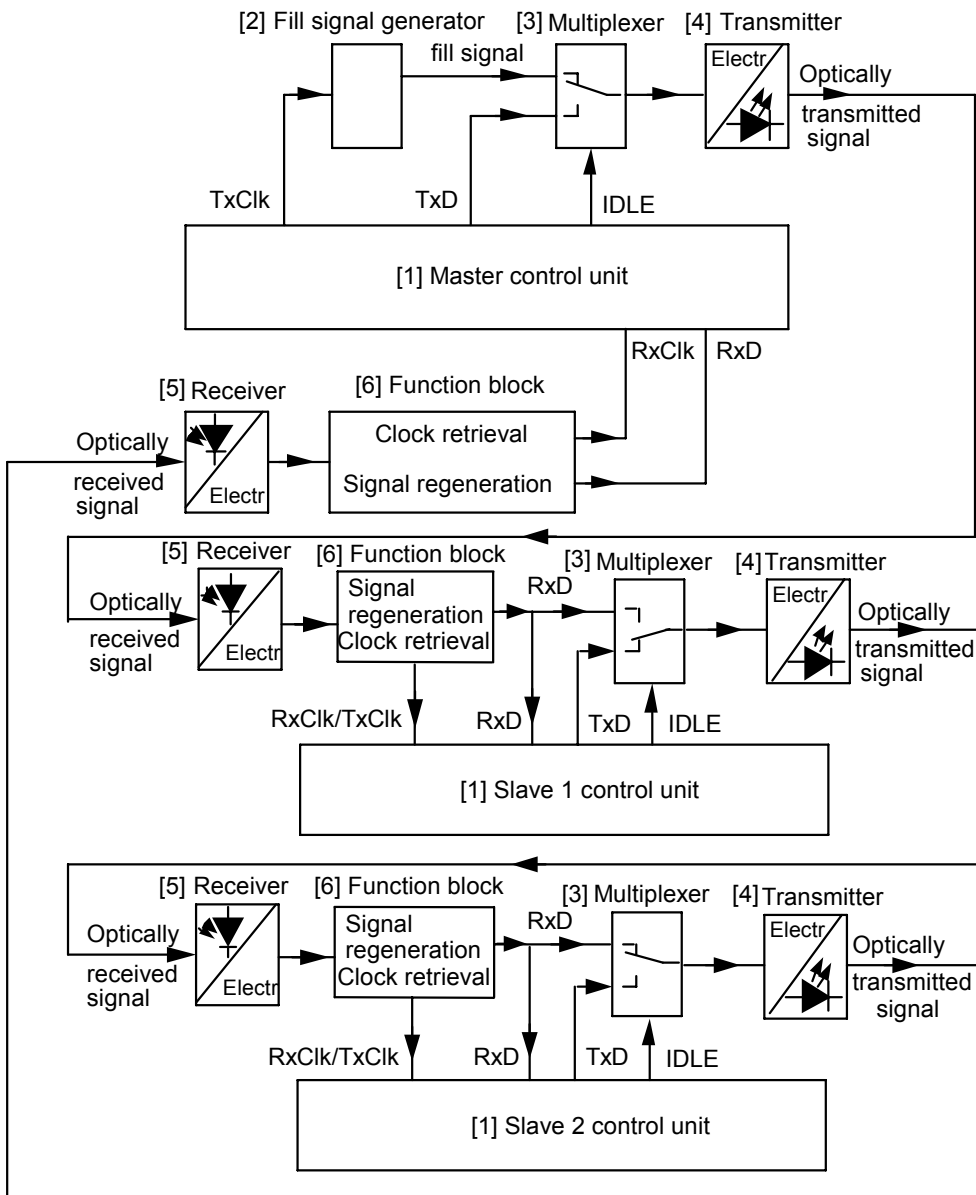 [2] Fill signal generator
[3] Multiplexer
[4] Transmitter
fill signal
Electr
Optically
transmitted
signal
TxClk
TxD
IDLE
[1] Master control unit
RxClk
RxD
[5] Receiver
[6] Function block
Optically
received
signal
Electr
Clock retrieval
Signal regeneration
[5] Receiver
[6] Function block
[3] Multiplexer
[4] Transmitter
Optically
received
signal
Electr
Signal
regeneration
Clock retrieval
RxD
Electr
Optically
transmitted
signal
RxClk/TxClk
RxD
TxD
IDLE
[1] Slave 1 control unit
[5] Receiver
[6] Function block
[3] Multiplexer
[4] Transmitter
Optically
received
signal
Electr
Signal
regeneration
Clock retrieval
RxD
Electr
Optically
transmitted
signal
RxClk/TxClk
RxD
TxD
IDLE
[1] Slave 2 control unit